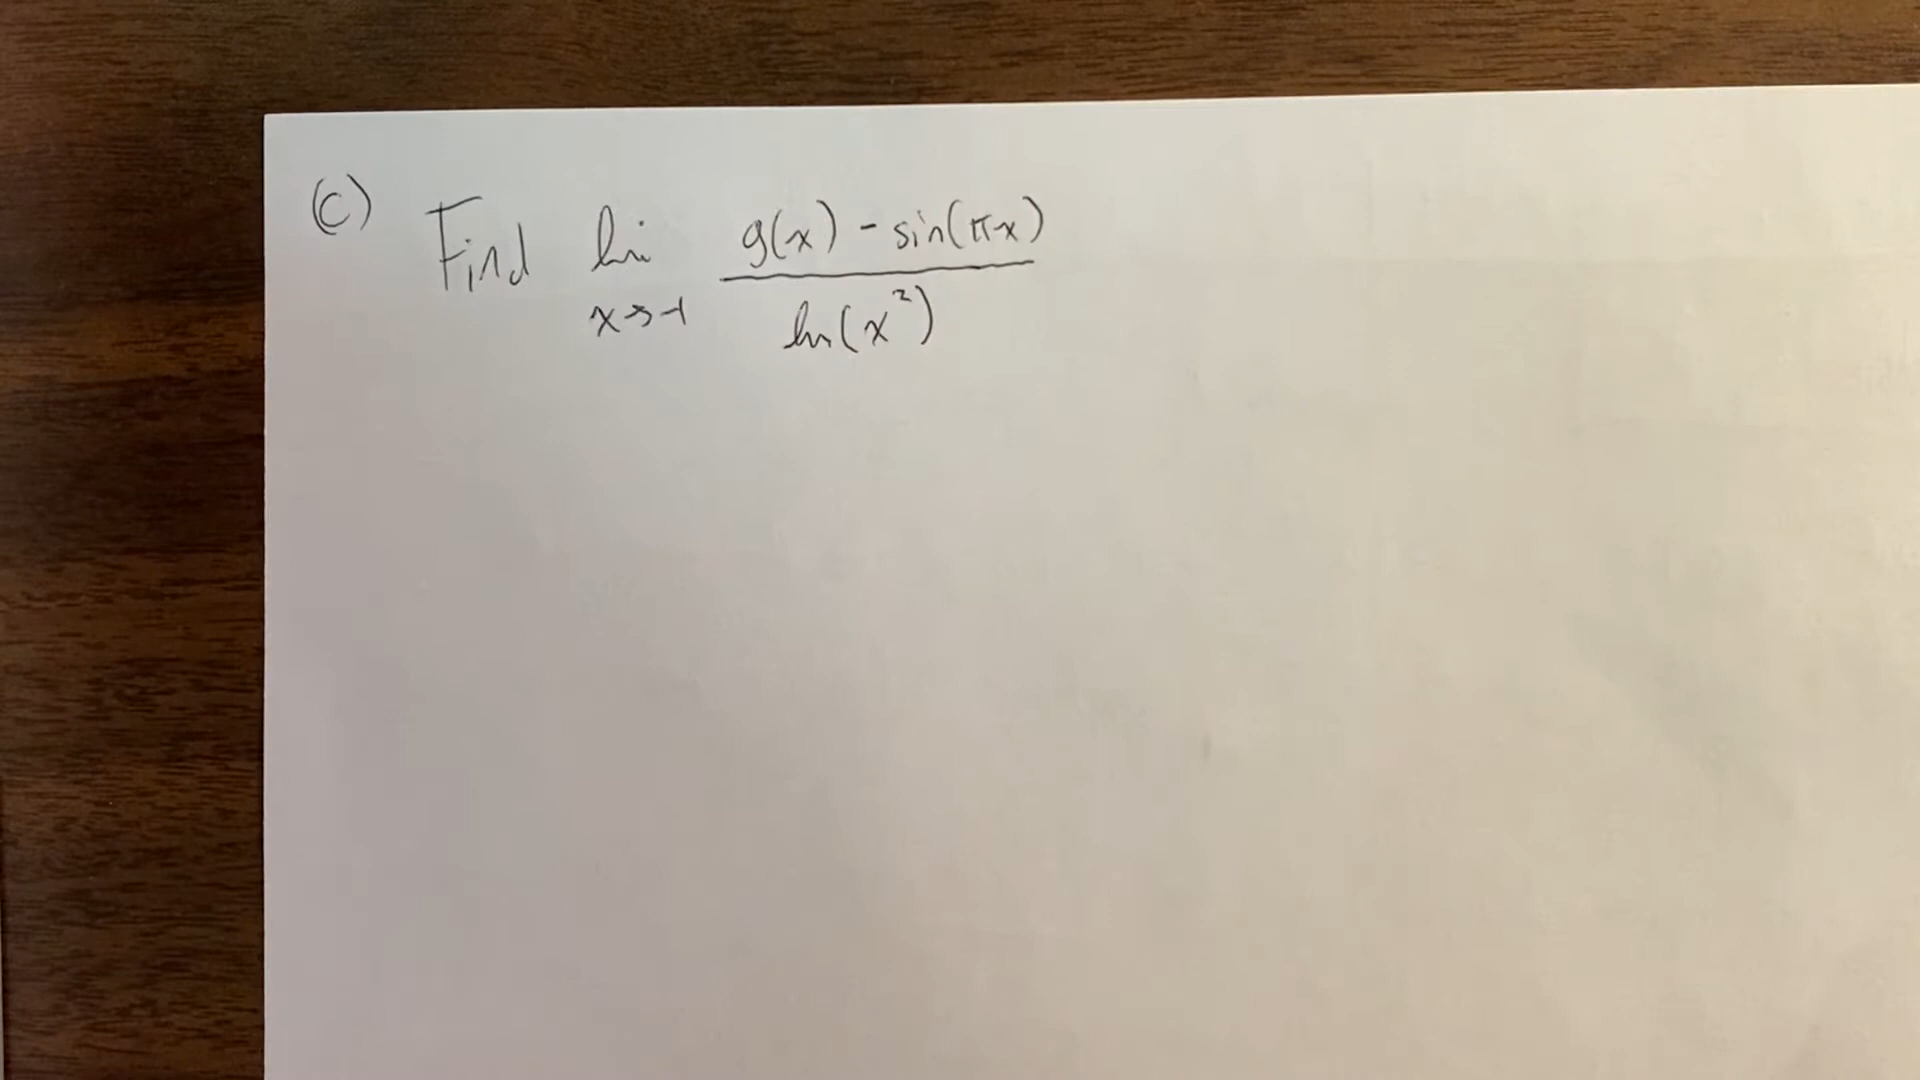 (c) Find lim g(x) - sin(πx)
x→-1 ln(x²)